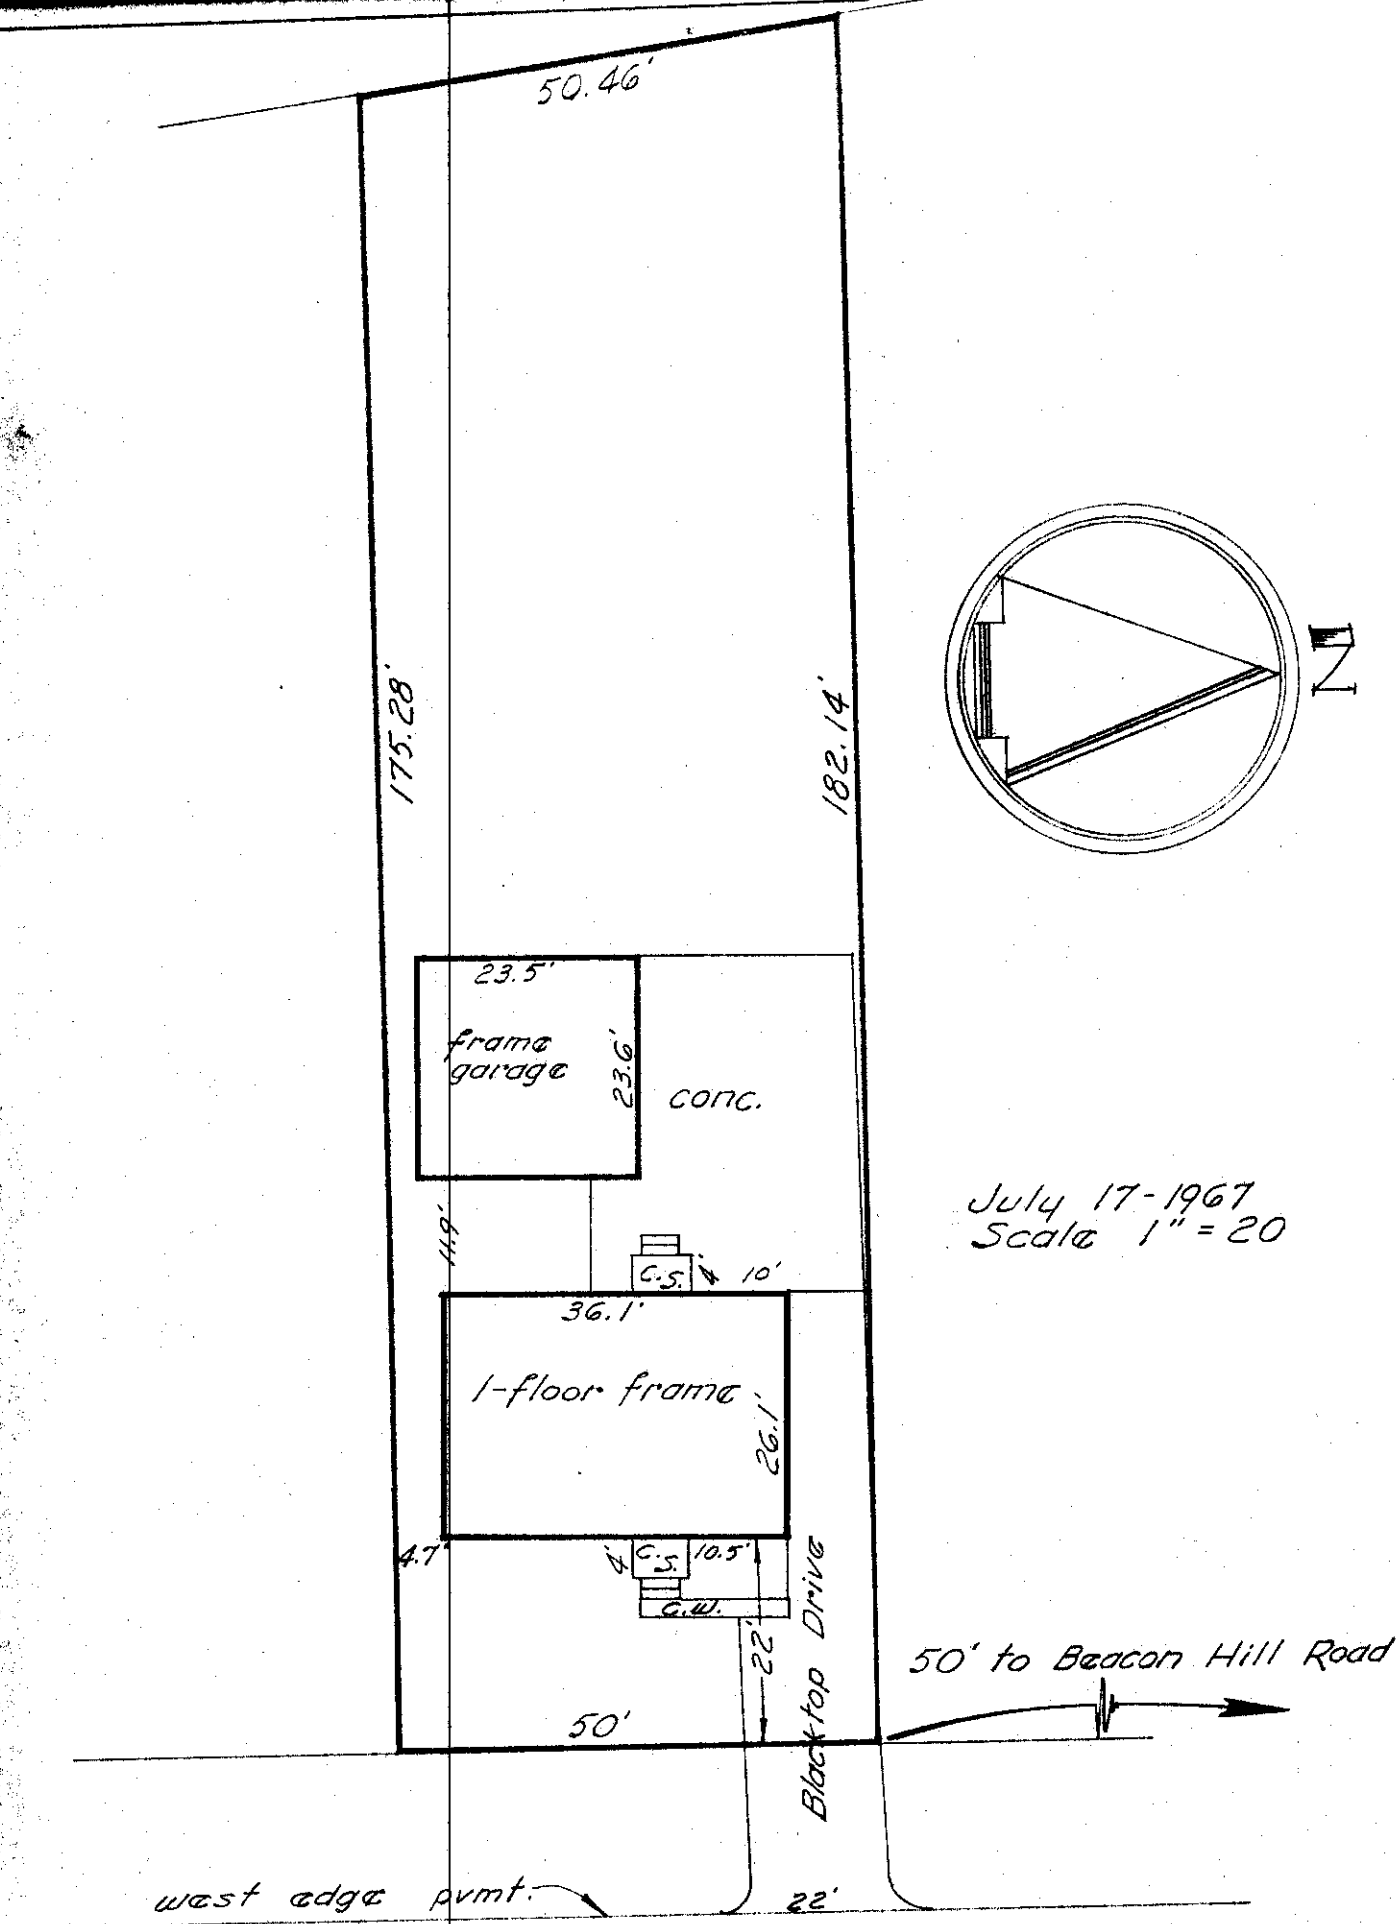 50.46'
175.28'
182.14'
N
23.5'
frame
garage
23.6'
conc.
July 17-1967
Scale 1" = 20
11.9'
C.S.
4'
10'
36.1'
1-floor frame
26.1'
4.7'
4'
C.S.
10.5'
C.W.
22'
Blacktop Drive
50' to Beacon Hill Road
50'
west edge pvmt.
22'